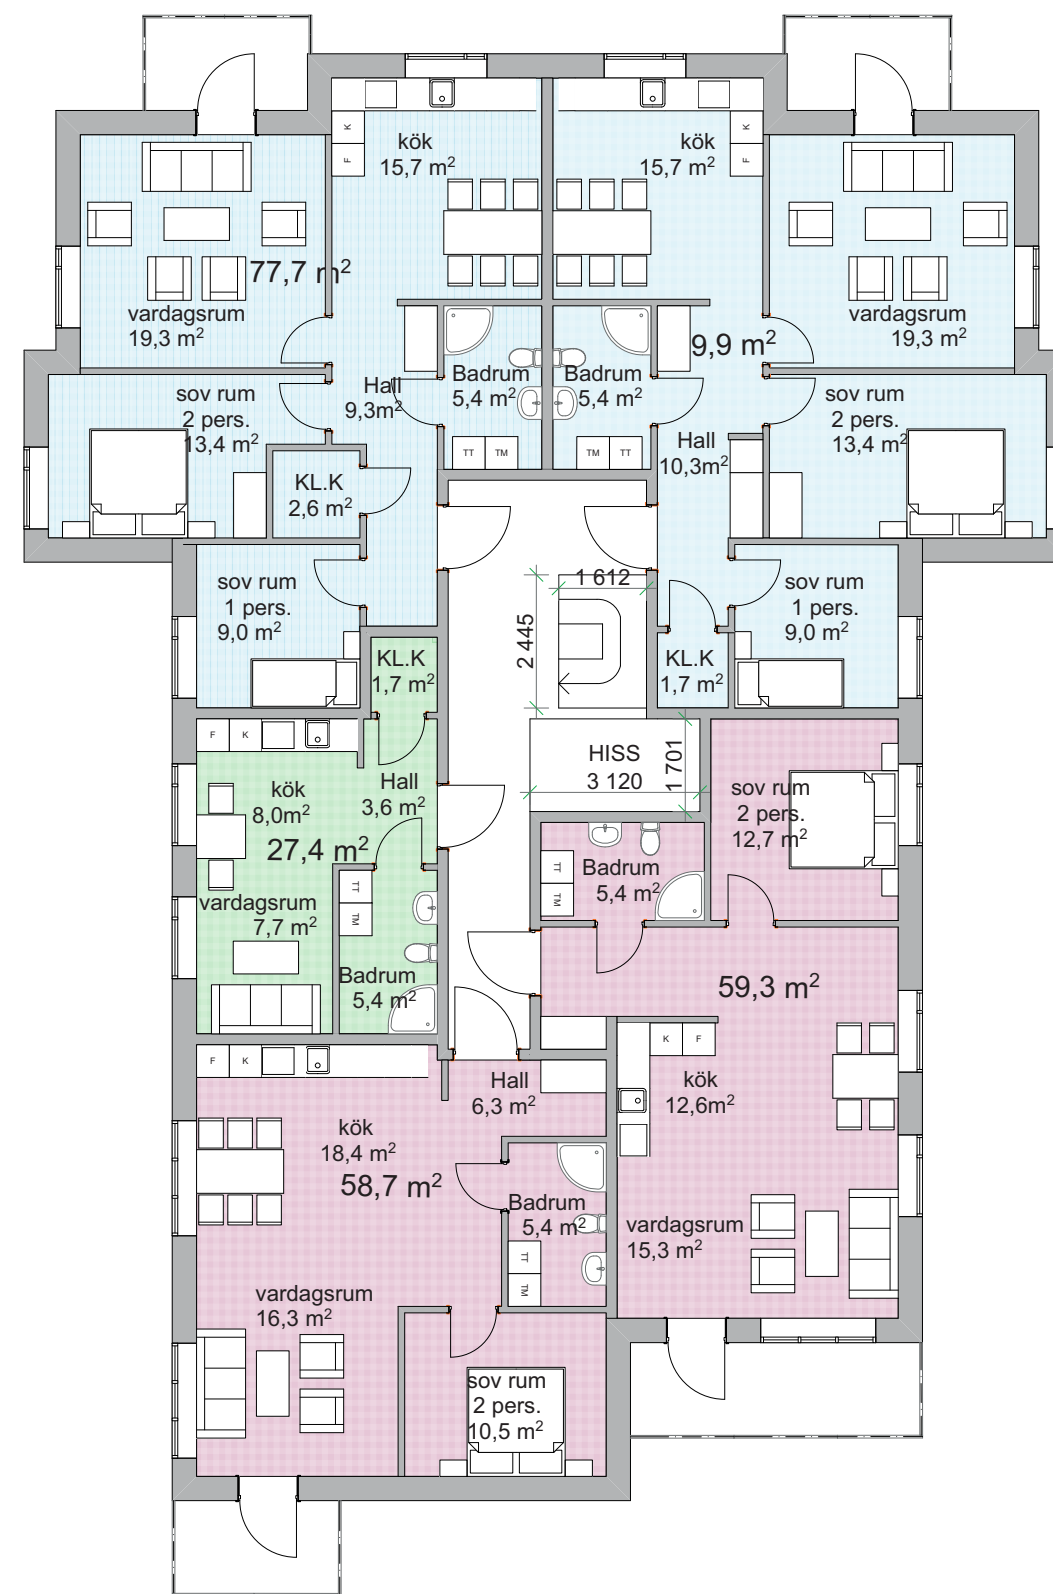 kök
15,7 m²
K
F
77,7 m²
vardagsrum
19,3 m²
kök
15,7 m²
K
F
vardagsrum
19,3 m²
9,9 m²
sov rum
2 pers.
13,4 m²
Hall
9,3m²
Badrum
5,4 m²
TT TM
Badrum
5,4 m²
TM TT
Hall
10,3m²
sov rum
2 pers.
13,4 m²
KL.K
2,6 m²
sov rum
1 pers.
9,0 m²
1 612
2 445
sov rum
1 pers.
9,0 m²
KL.K
1,7 m²
KL.K
1,7 m²
HISS
3 120
1 701
F K
kök
8,0m²
Hall
3,6 m²
27,4 m²
vardagsrum
7,7 m²
TT
TM
Badrum
5,4 m²
sov rum
2 pers.
12,7 m²
Badrum
5,4 m²
TT
TM
59,3 m²
K F
kök
12,6m²
vardagsrum
15,3 m²
F K
Hall
6,3 m²
kök
18,4 m²
58,7 m²
Badrum
5,4 m²
TT
TM
vardagsrum
16,3 m²
sov rum
2 pers.
10,5 m²